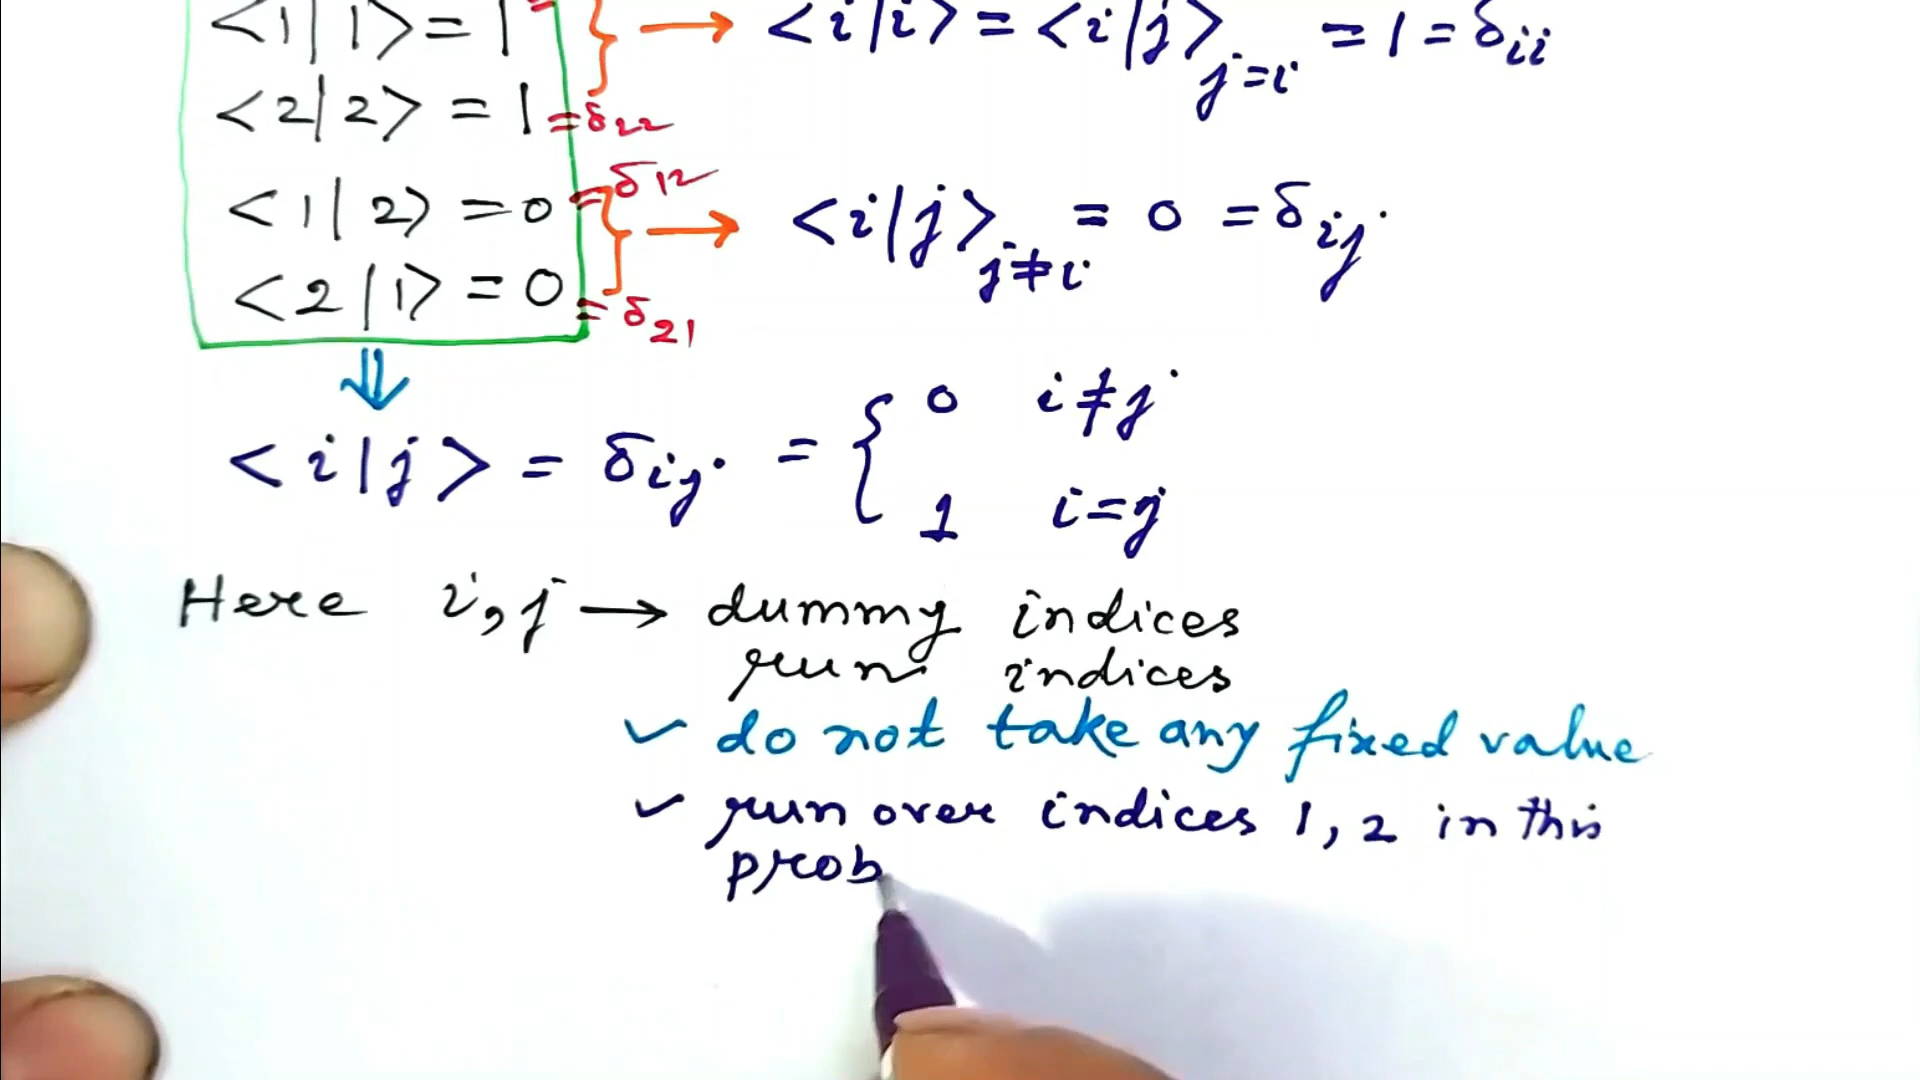 <1|1> = 1 → <i|i> = <i|j> j=i = 1 = δii
<2|2> = 1 = δ22
<1|2> = 0 = δ12 → <i|j> j≠i = 0 = δij
<2|1> = 0 = δ21
⇓
<i|j> = δij = { 0 i≠j
1 i=j
Here i,j → dummy indices
run indices
✓ do not take any fixed value
✓ run over indices 1, 2 in this
prob